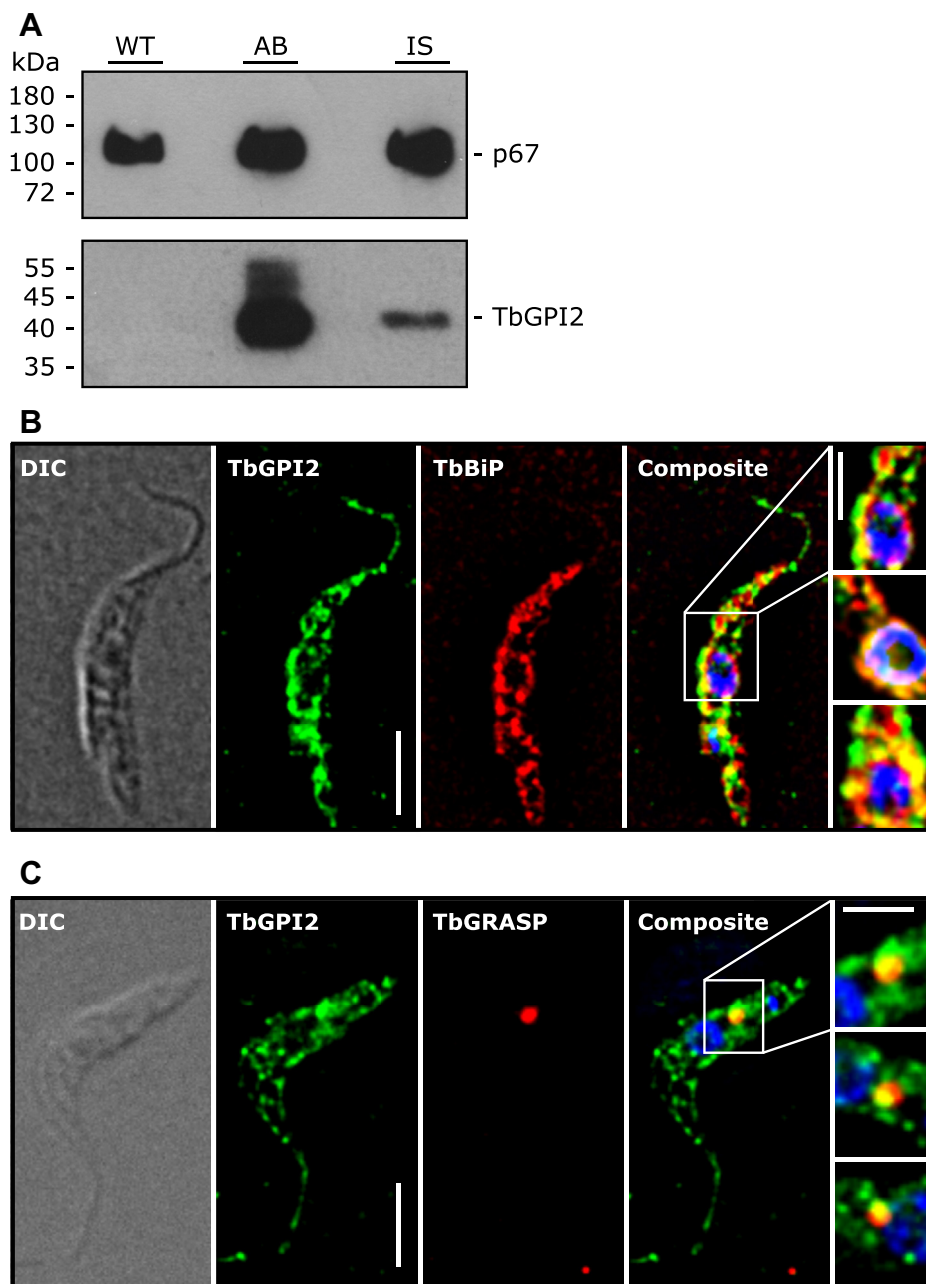 A
WT AB IS
kDa
180 -
130 -
100 -
72 -
- p67
55 -
45 -
40 -
35 -
- TbGPI2
B
DIC TbGPI2 TbBiP Composite
C
DIC TbGPI2 TbGRASP Composite